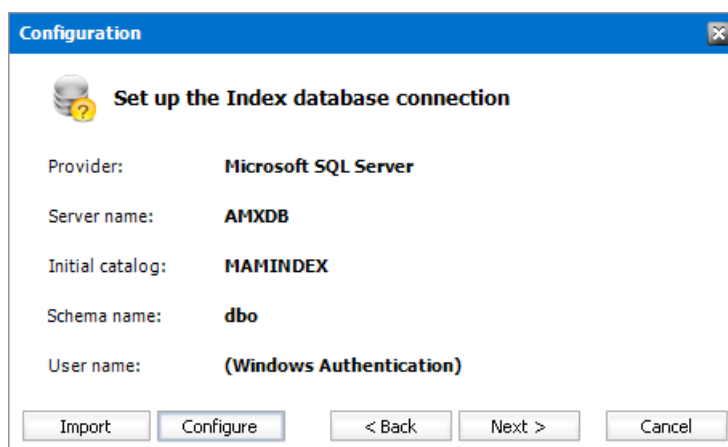 Configuration
Set up the Index database connection
Provider: Microsoft SQL Server
Server name: AMXDB
Initial catalog: MAMINDEX
Schema name: dbo
User name: (Windows Authentication)
Import Configure < Back Next > Cancel